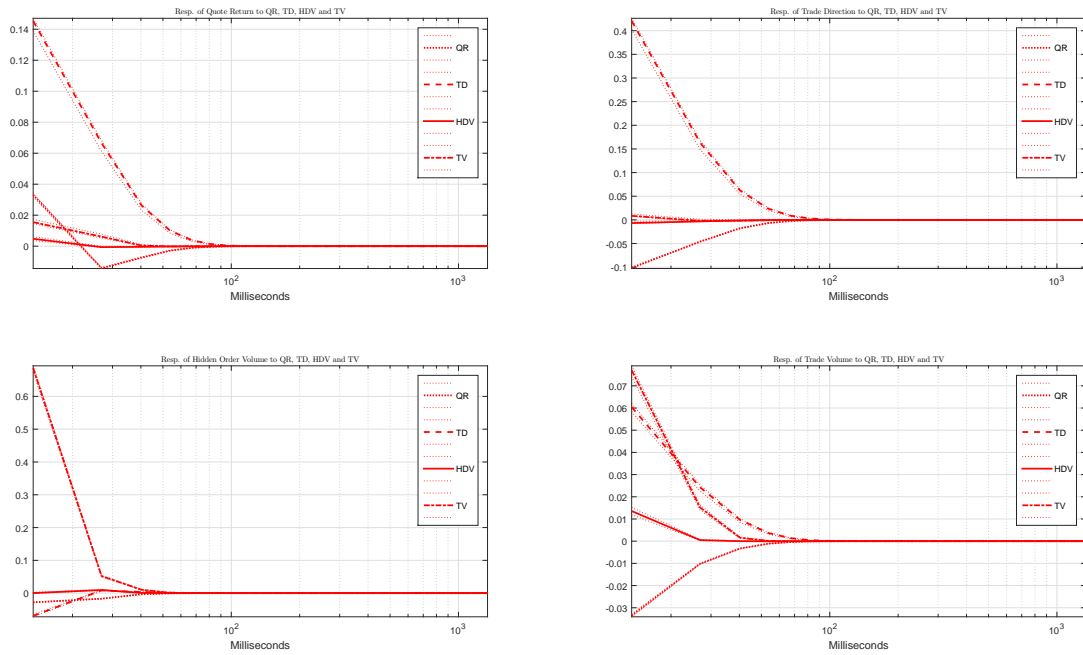 Resp. of Quote Return to QR, TD, HDV and TV
0.14
0.12
0.1
0.08
0.06
0.04
0.02
0
QR
TD
HDV
TV
10^2
10^3
Milliseconds
Resp. of Trade Direction to QR, TD, HDV and TV
0.4
0.35
0.3
0.25
0.2
0.15
0.1
0.05
0
-0.05
-0.1
QR
TD
HDV
TV
10^2
10^3
Milliseconds
Resp. of Hidden Order Volume to QR, TD, HDV and TV
0.6
0.5
0.4
0.3
0.2
0.1
0
QR
TD
HDV
TV
10^2
10^3
Milliseconds
Resp. of Trade Volume to QR, TD, HDV and TV
0.07
0.06
0.05
0.04
0.03
0.02
0.01
0
-0.01
-0.02
-0.03
QR
TD
HDV
TV
10^2
10^3
Milliseconds